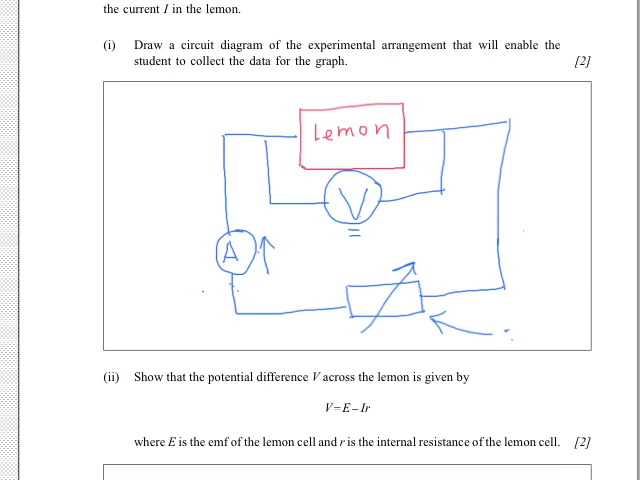 the current I in the lemon.
(i) Draw a circuit diagram of the experimental arrangement that will enable the
student to collect the data for the graph. [2]
Lemon
V
A
(ii) Show that the potential difference V across the lemon is given by
V=E–Ir
where E is the emf of the lemon cell and r is the internal resistance of the lemon cell. [2]